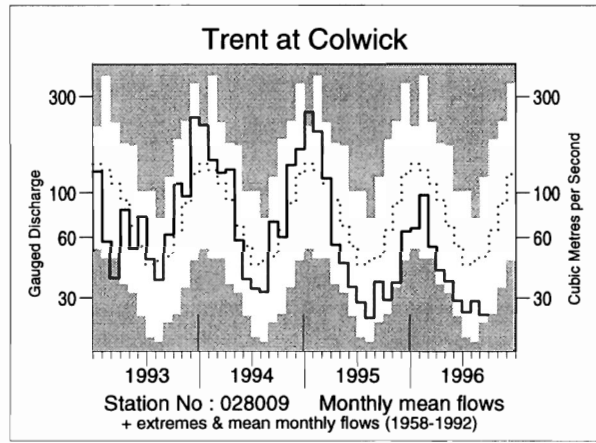 Trent at Colwick
300
100
60
30
Gauged Discharge
300
100
60
30
Cubic Metres per Second
1993 1994 1995 1996
Station No : 028009 Monthly mean flows
+ extremes & mean monthly flows (1958-1992)